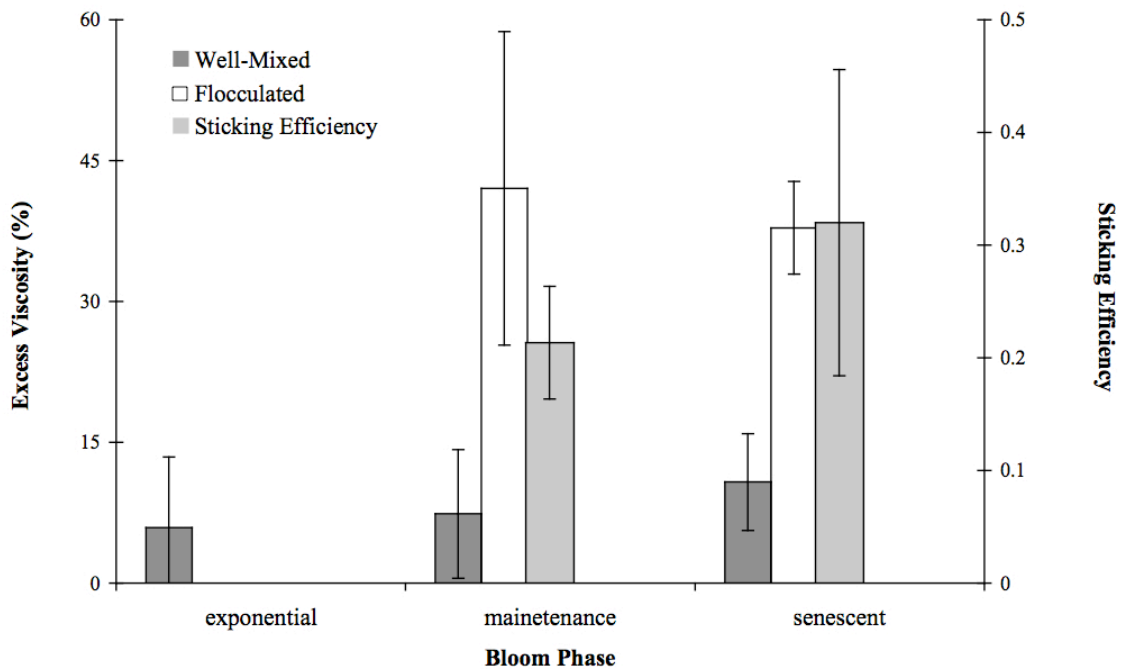 60
45
30
15
0
Excess Viscosity (%)
Well-Mixed
Flocculated
Sticking Efficiency
0.5
0.4
0.3
0.2
0.1
0
Sticking Efficiency
exponential
mainetenance
senescent
Bloom Phase